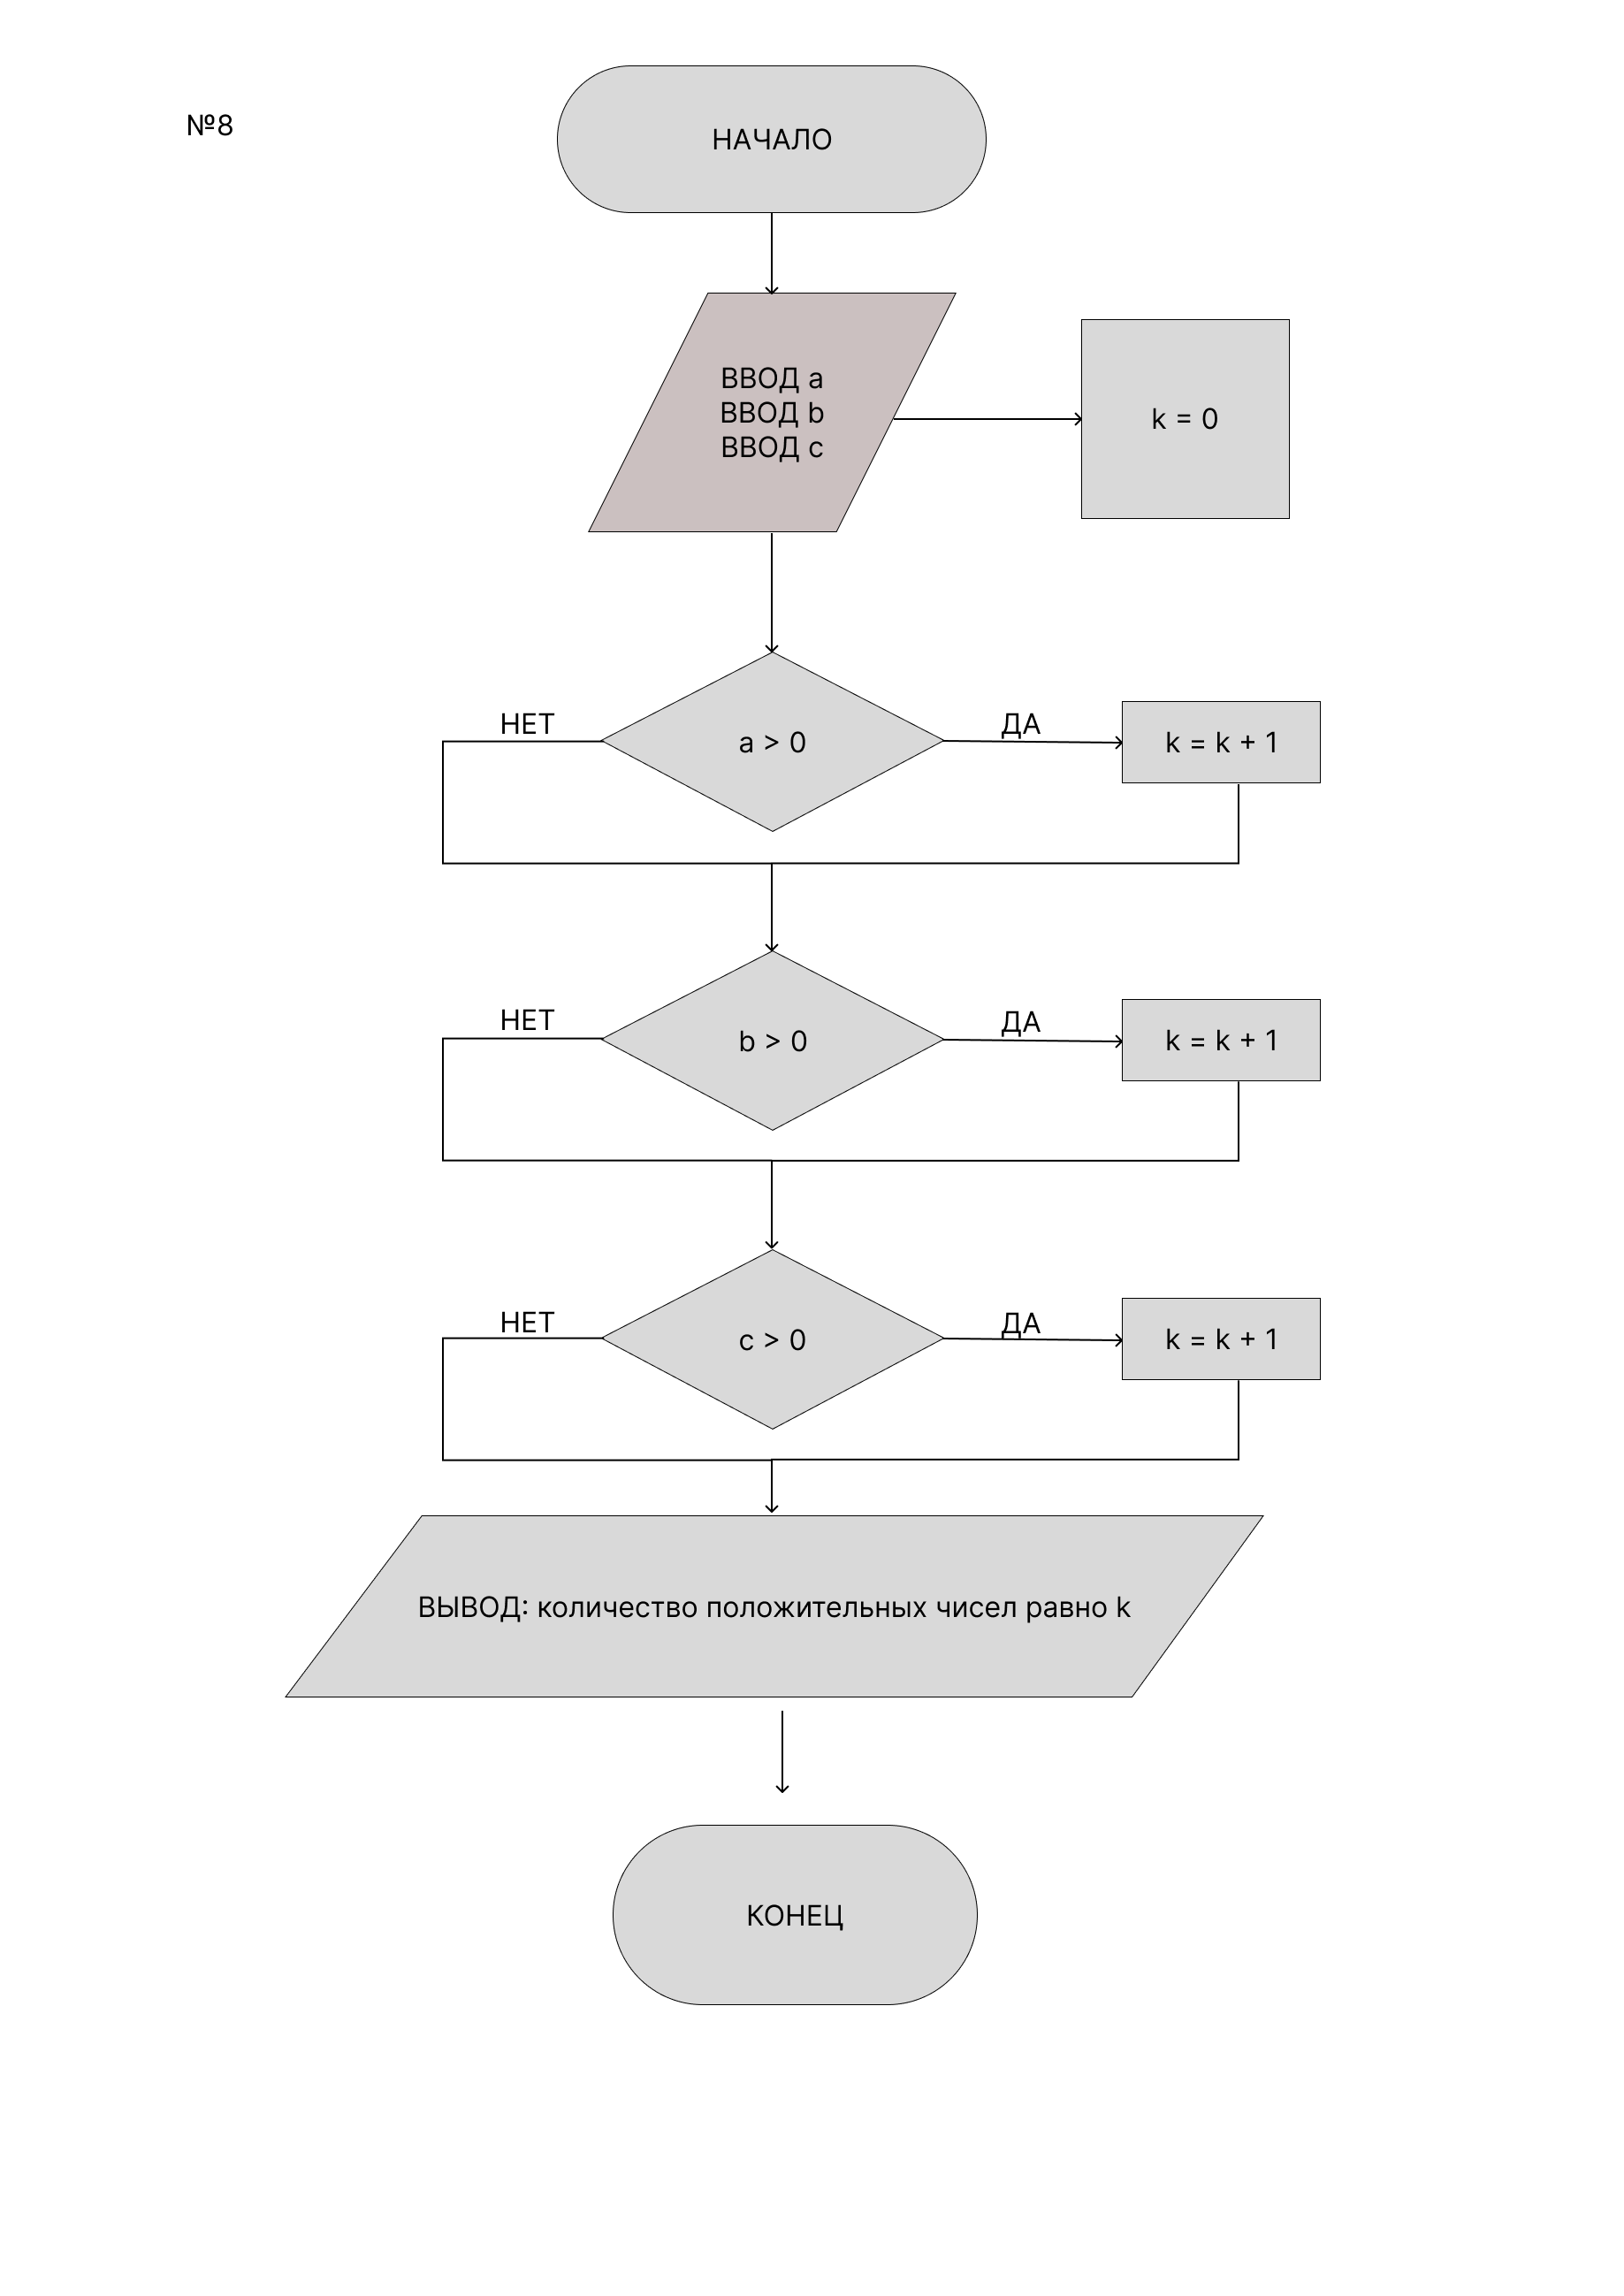 №8
НАЧАЛО
ВВОД a
ВВОД b
ВВОД c
k = 0
a > 0
НЕТ
ДА
k = k + 1
b > 0
НЕТ
ДА
k = k + 1
c > 0
НЕТ
ДА
k = k + 1
ВЫВОД: количество положительных чисел равно k
КОНЕЦ